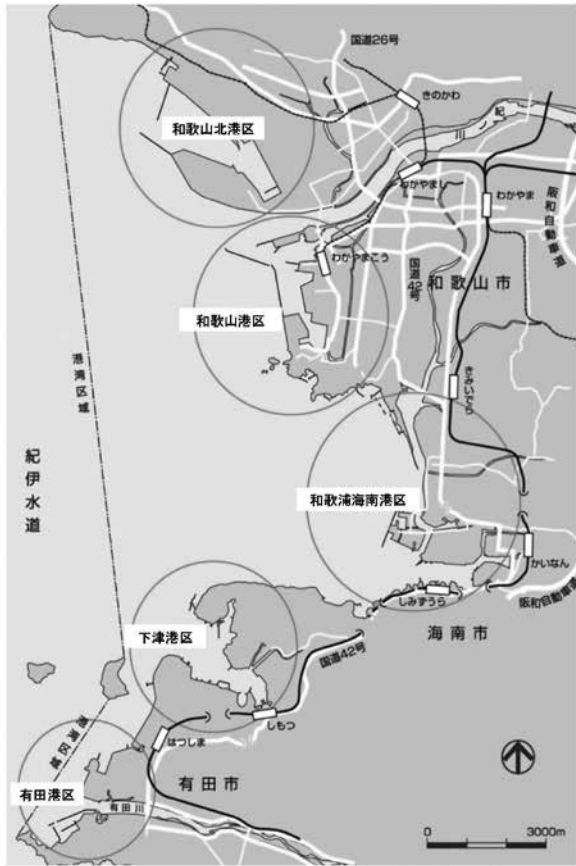 国道26号
きのかわ
和歌山北港区
紀ノ川
わかやまし
わかやま
阪和自動車道
わかやまこう
国道42号
和歌山市
和歌山港区
港湾区域
きみいでら
紀伊水道
和歌浦海南港区
かいなん
しみずうら
阪和自動車道
海南市
下津港区
国道42号
しもつ
港湾区域
はつしま
有田市
有田港区
有田川
0 3000m